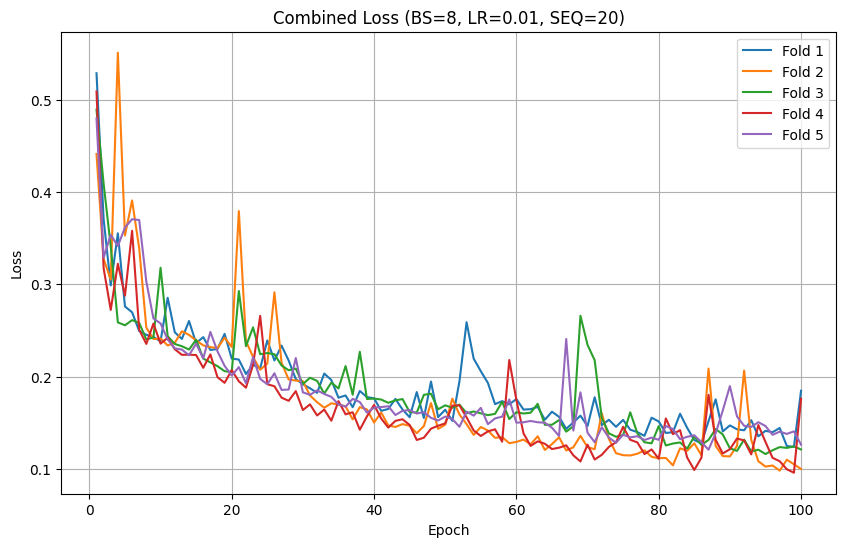 Combined Loss (BS=8, LR=0.01, SEQ=20)
Fold 1
Fold 2
Fold 3
Fold 4
Fold 5
Loss
0.5
0.4
0.3
0.2
0.1
0 20 40 60 80 100
Epoch